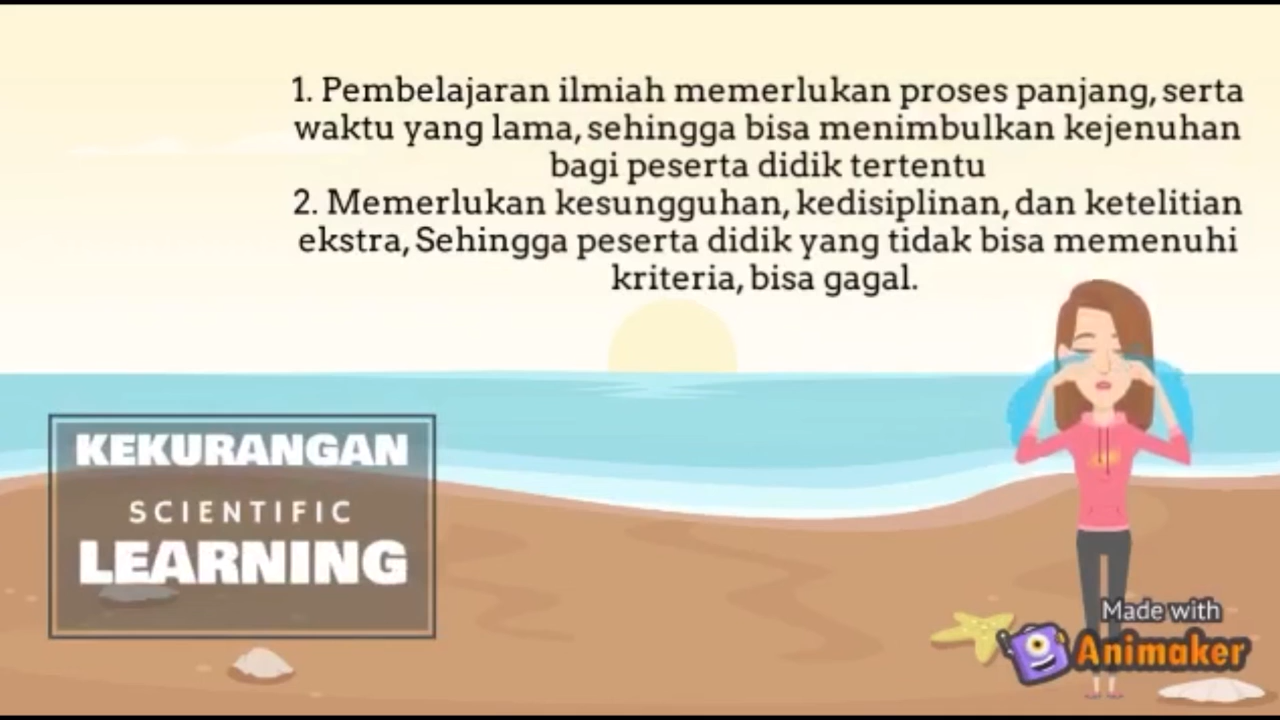 1. Pembelajaran ilmiah memerlukan proses panjang, serta
waktu yang lama, sehingga bisa menimbulkan kejenuhan
bagi peserta didik tertentu
2. Memerlukan kesungguhan, kedisiplinan, dan ketelitian
ekstra, Sehingga peserta didik yang tidak bisa memenuhi
kriteria, bisa gagal.
KEKURANGAN
SCIENTIFIC
LEARNING
Made with
Animaker